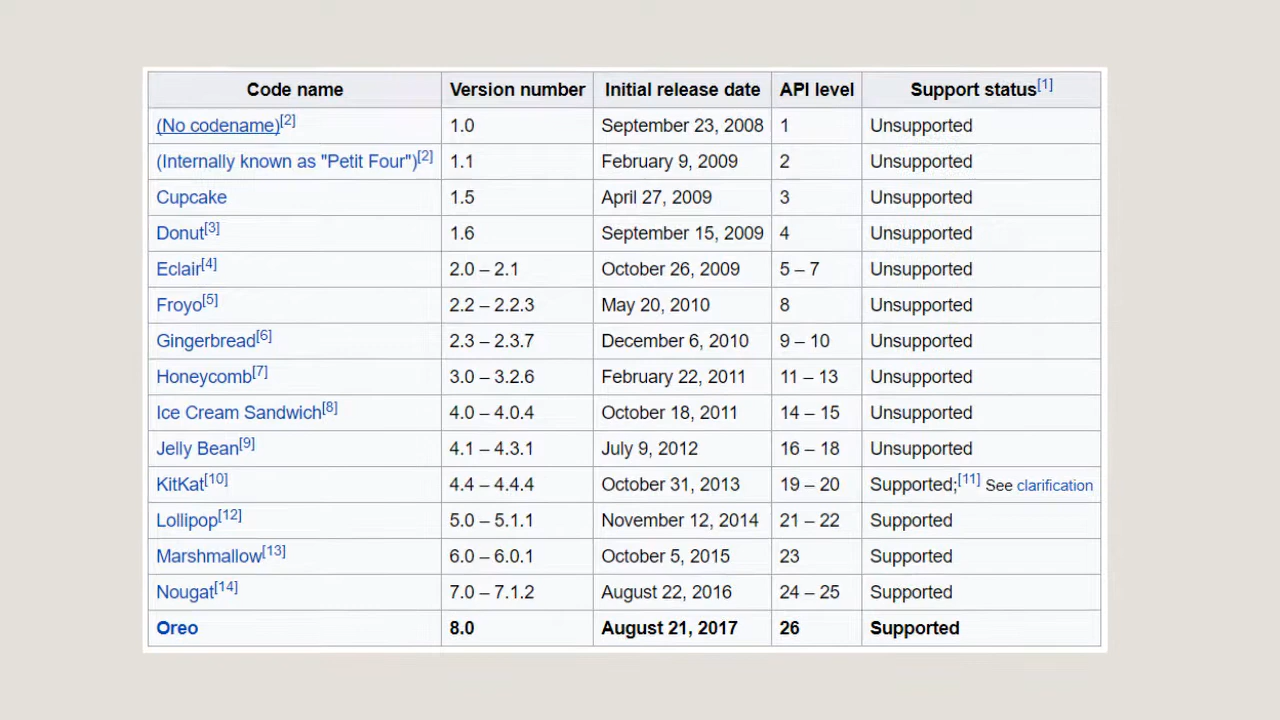 Code name Version number Initial release date API level Support status[1]
(No codename)[2] 1.0 September 23, 2008 1 Unsupported
(Internally known as "Petit Four")[2] 1.1 February 9, 2009 2 Unsupported
Cupcake 1.5 April 27, 2009 3 Unsupported
Donut[3] 1.6 September 15, 2009 4 Unsupported
Eclair[4] 2.0 – 2.1 October 26, 2009 5 – 7 Unsupported
Froyo[5] 2.2 – 2.2.3 May 20, 2010 8 Unsupported
Gingerbread[6] 2.3 – 2.3.7 December 6, 2010 9 – 10 Unsupported
Honeycomb[7] 3.0 – 3.2.6 February 22, 2011 11 – 13 Unsupported
Ice Cream Sandwich[8] 4.0 – 4.0.4 October 18, 2011 14 – 15 Unsupported
Jelly Bean[9] 4.1 – 4.3.1 July 9, 2012 16 – 18 Unsupported
KitKat[10] 4.4 – 4.4.4 October 31, 2013 19 – 20 Supported;[11] See clarification
Lollipop[12] 5.0 – 5.1.1 November 12, 2014 21 – 22 Supported
Marshmallow[13] 6.0 – 6.0.1 October 5, 2015 23 Supported
Nougat[14] 7.0 – 7.1.2 August 22, 2016 24 – 25 Supported
Oreo 8.0 August 21, 2017 26 Supported